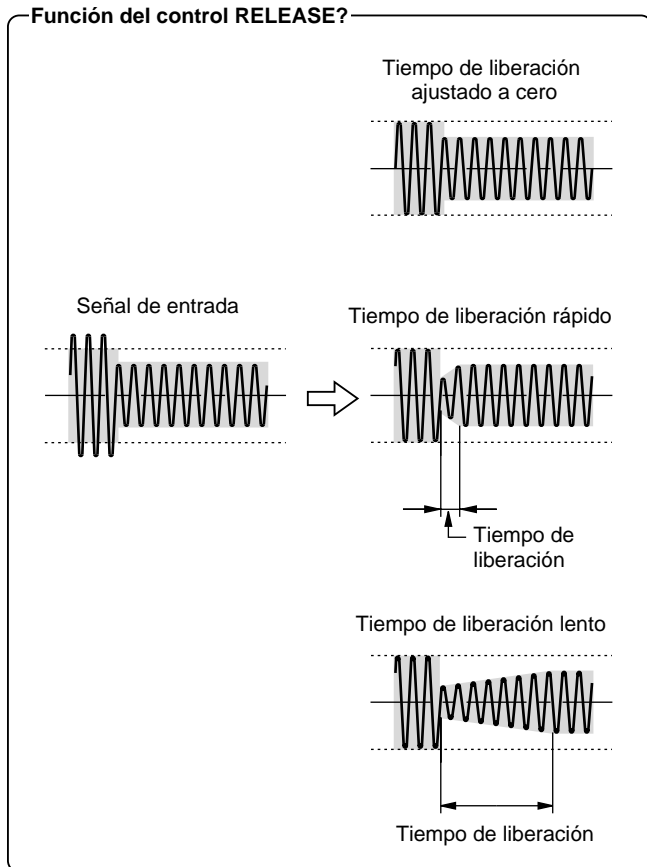 Función del control RELEASE?
Tiempo de liberación
ajustado a cero
Señal de entrada
Tiempo de liberación rápido
Tiempo de
liberación
Tiempo de liberación lento
Tiempo de liberación